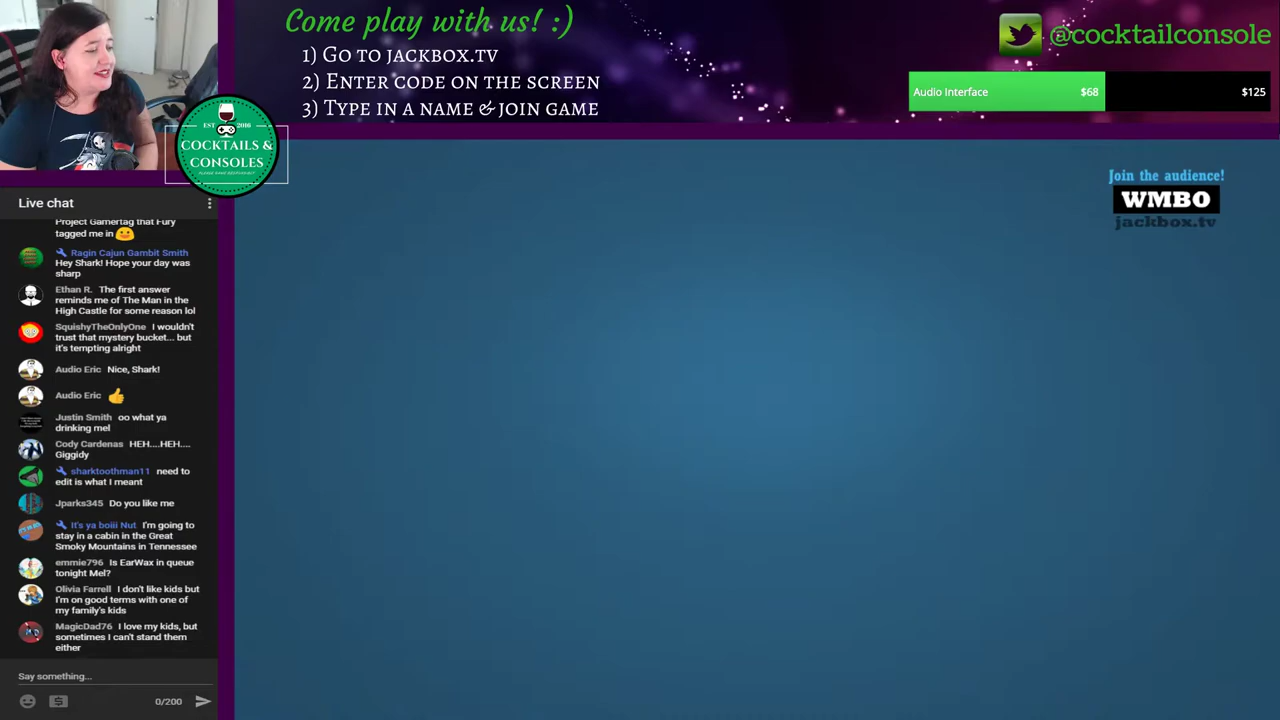 Come play with us! :)
1) Go to jackbox.tv
2) Enter code on the screen
3) Type in a name & join game
@cocktailconsole
Audio Interface $68 $125
EST 2016
COCKTAILS &
CONSOLES
Join the audience!
WMBO
jackbox.tv
Live chat
Project Gamertag that Fury
tagged me in
Ragin Cajun Gambit Smith
Hey Shark! Hope your day was
sharp
Ethan R. The first answer
reminds me of The Man in the
High Castle for some reason lol
SquishyTheOnlyOne I wouldn't
trust that mystery bucket... but
it's tempting alright
Audio Eric Nice, Shark!
Audio Eric
Justin Smith oo what ya
drinking mel
Cody Cardenas HEH....HEH....
Giggidy
sharktoothman11 need to
edit is what I meant
Jparks345 Do you like me
It's ya boiii Nut I'm going to
stay in a cabin in the Great
Smoky Mountains in Tennessee
emmie796 Is EarWax in queue
tonight Mel?
Olivia Farrell I don't like kids but
I'm on good terms with one of
my family's kids
MagicDad76 I love my kids, but
sometimes I can't stand them
either
Say something...
0/200